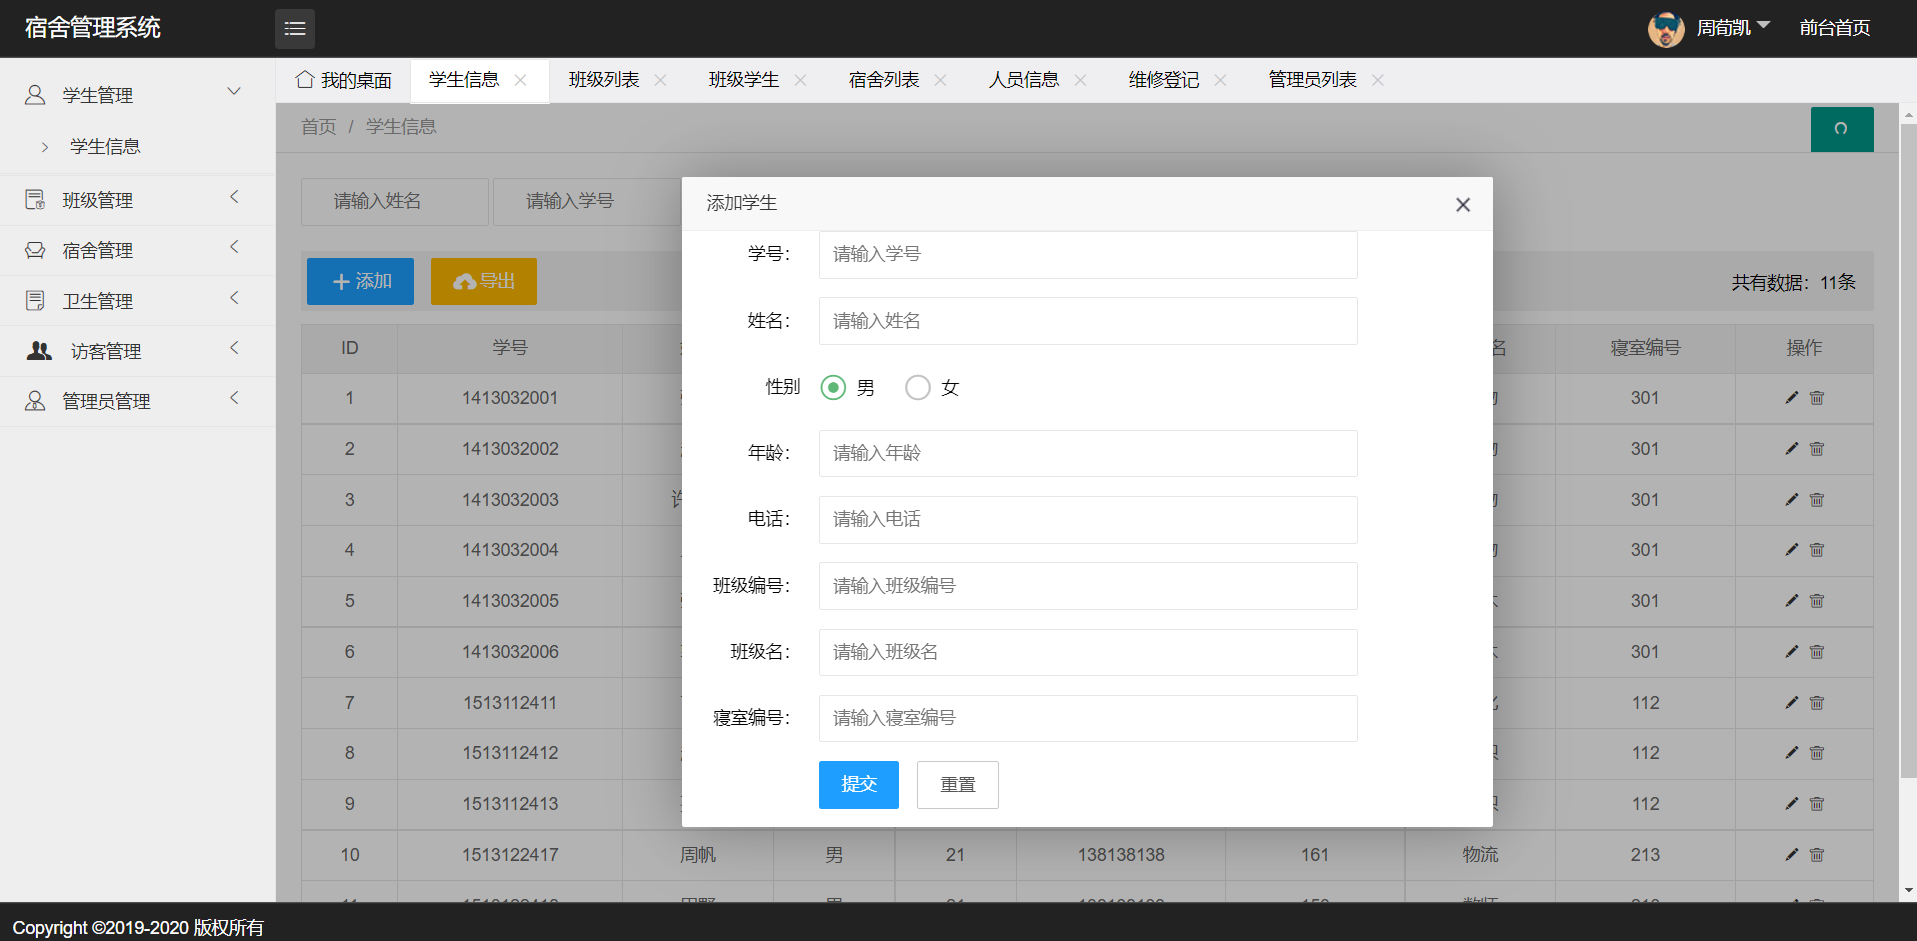 宿舍管理系统
周荀凯 前台首页
我的桌面 学生信息 班级列表 班级学生 宿舍列表 人员信息 维修登记 管理员列表
学生管理
学生信息
班级管理
宿舍管理
卫生管理
访客管理
管理员管理
首页 / 学生信息
请输入姓名 请输入学号
添加 导出
共有数据：11条
ID 学号 名 寝室编号 操作
1 1413032001 301
2 1413032002 301
3 1413032003 许 301
4 1413032004 301
5 1413032005 301
6 1413032006 301
7 1513112411 112
8 1513112412 112
9 1513112413 112
10 1513122417 周帆 男 21 138138138 161 物流 213
添加学生
学号： 请输入学号
姓名： 请输入姓名
性别 男 女
年龄： 请输入年龄
电话： 请输入电话
班级编号： 请输入班级编号
班级名： 请输入班级名
寝室编号： 请输入寝室编号
提交 重置
Copyright ©2019-2020 版权所有